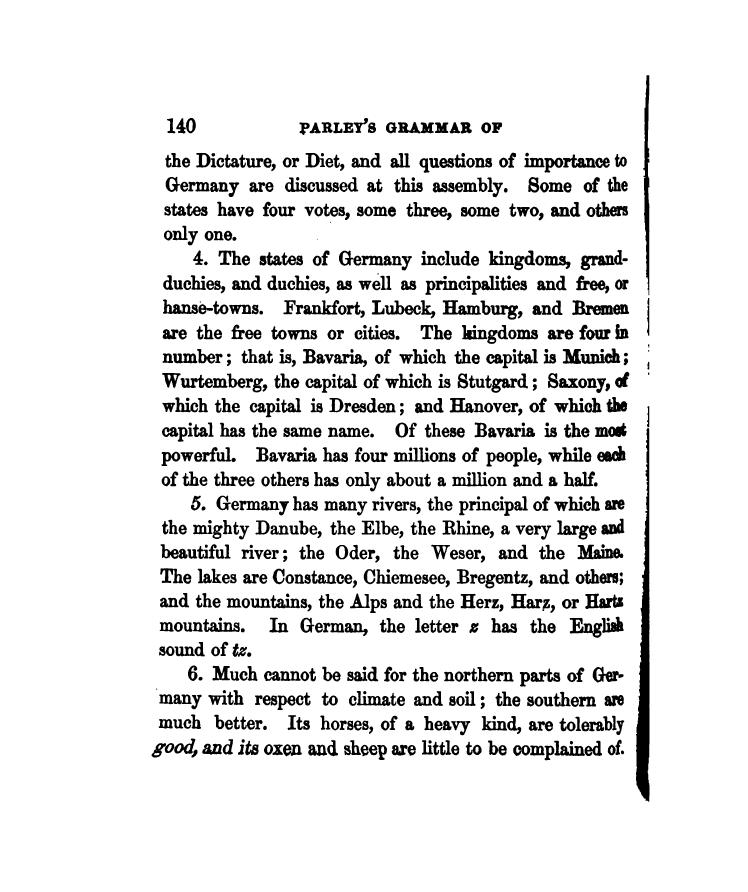 140 PARLEY'S GRAMMAR OF
the Dictature, or Diet, and all questions of importance to
Germany are discussed at this assembly. Some of the
states have four votes, some three, some two, and others
only one.
4. The states of Germany include kingdoms, grand-
duchies, and duchies, as well as principalities and free, or
hanse-towns. Frankfort, Lubeck, Hamburg, and Bremen
are the free towns or cities. The kingdoms are four in
number; that is, Bavaria, of which the capital is Munich;
Wurtemberg, the capital of which is Stutgard; Saxony, of
which the capital is Dresden; and Hanover, of which the
capital has the same name. Of these Bavaria is the most
powerful. Bavaria has four millions of people, while each
of the three others has only about a million and a half.
5. Germany has many rivers, the principal of which are
the mighty Danube, the Elbe, the Rhine, a very large and
beautiful river; the Oder, the Weser, and the Maine.
The lakes are Constance, Chiemesee, Bregentz, and others;
and the mountains, the Alps and the Herz, Harz, or Hartz
mountains. In German, the letter z has the English
sound of tz.
6. Much cannot be said for the northern parts of Ger-
many with respect to climate and soil; the southern are
much better. Its horses, of a heavy kind, are tolerably
good, and its oxen and sheep are little to be complained of.